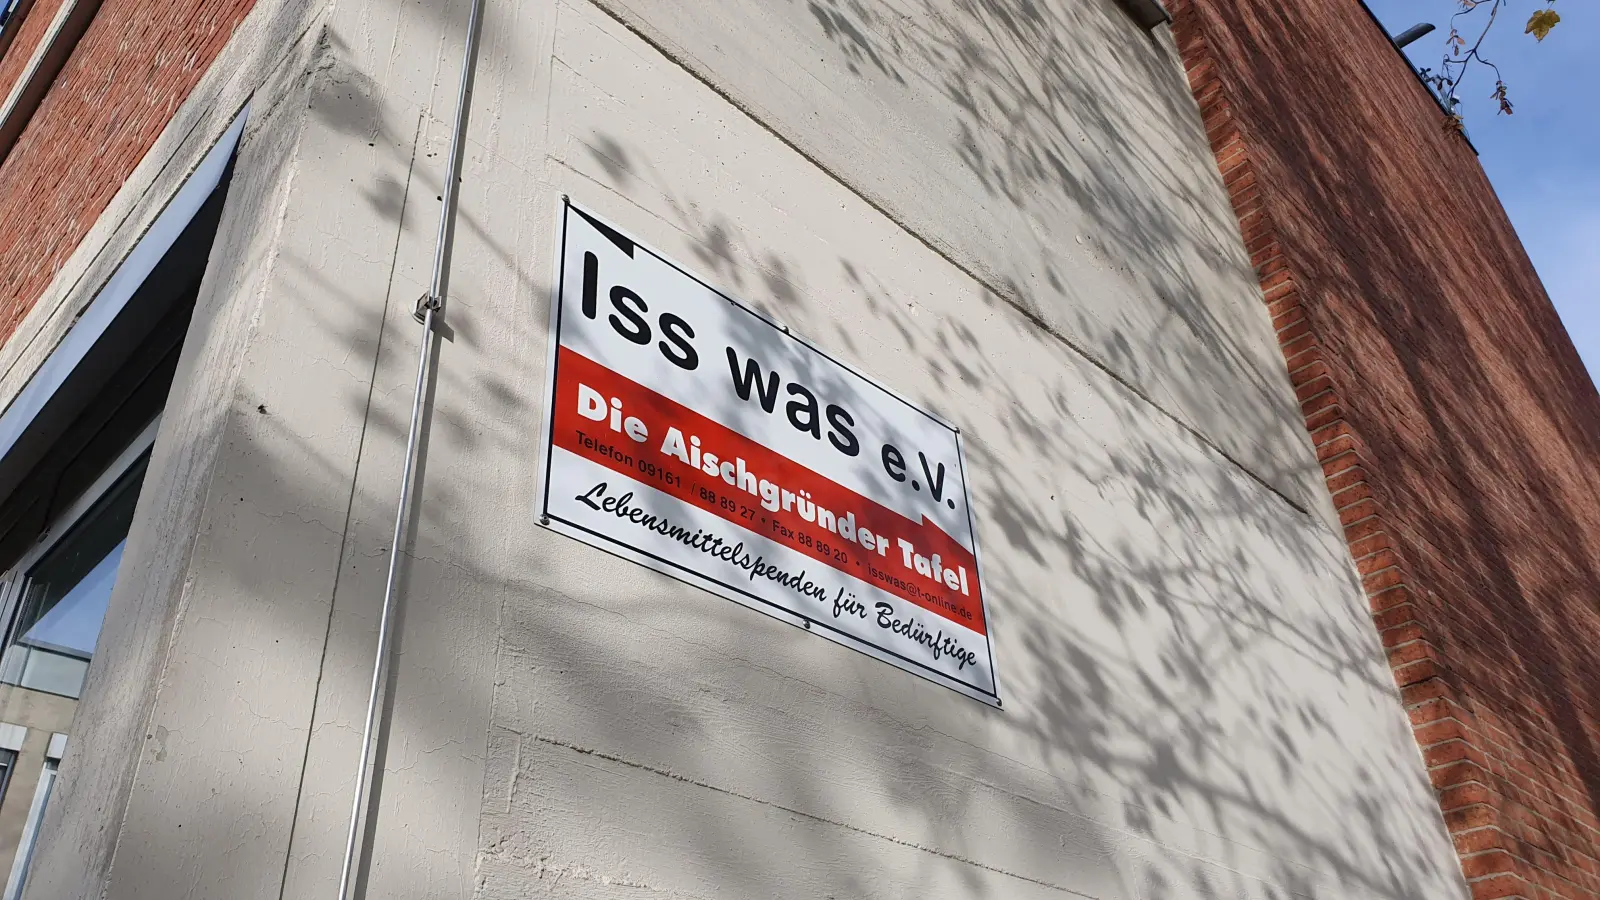 Iss was e.V.
Die Aischgründer Tafel
Telefon 09161 / 88 89 27 • Fax 88 89 20 • isswas@t-online.de
Lebensmittelspenden für Bedürftige